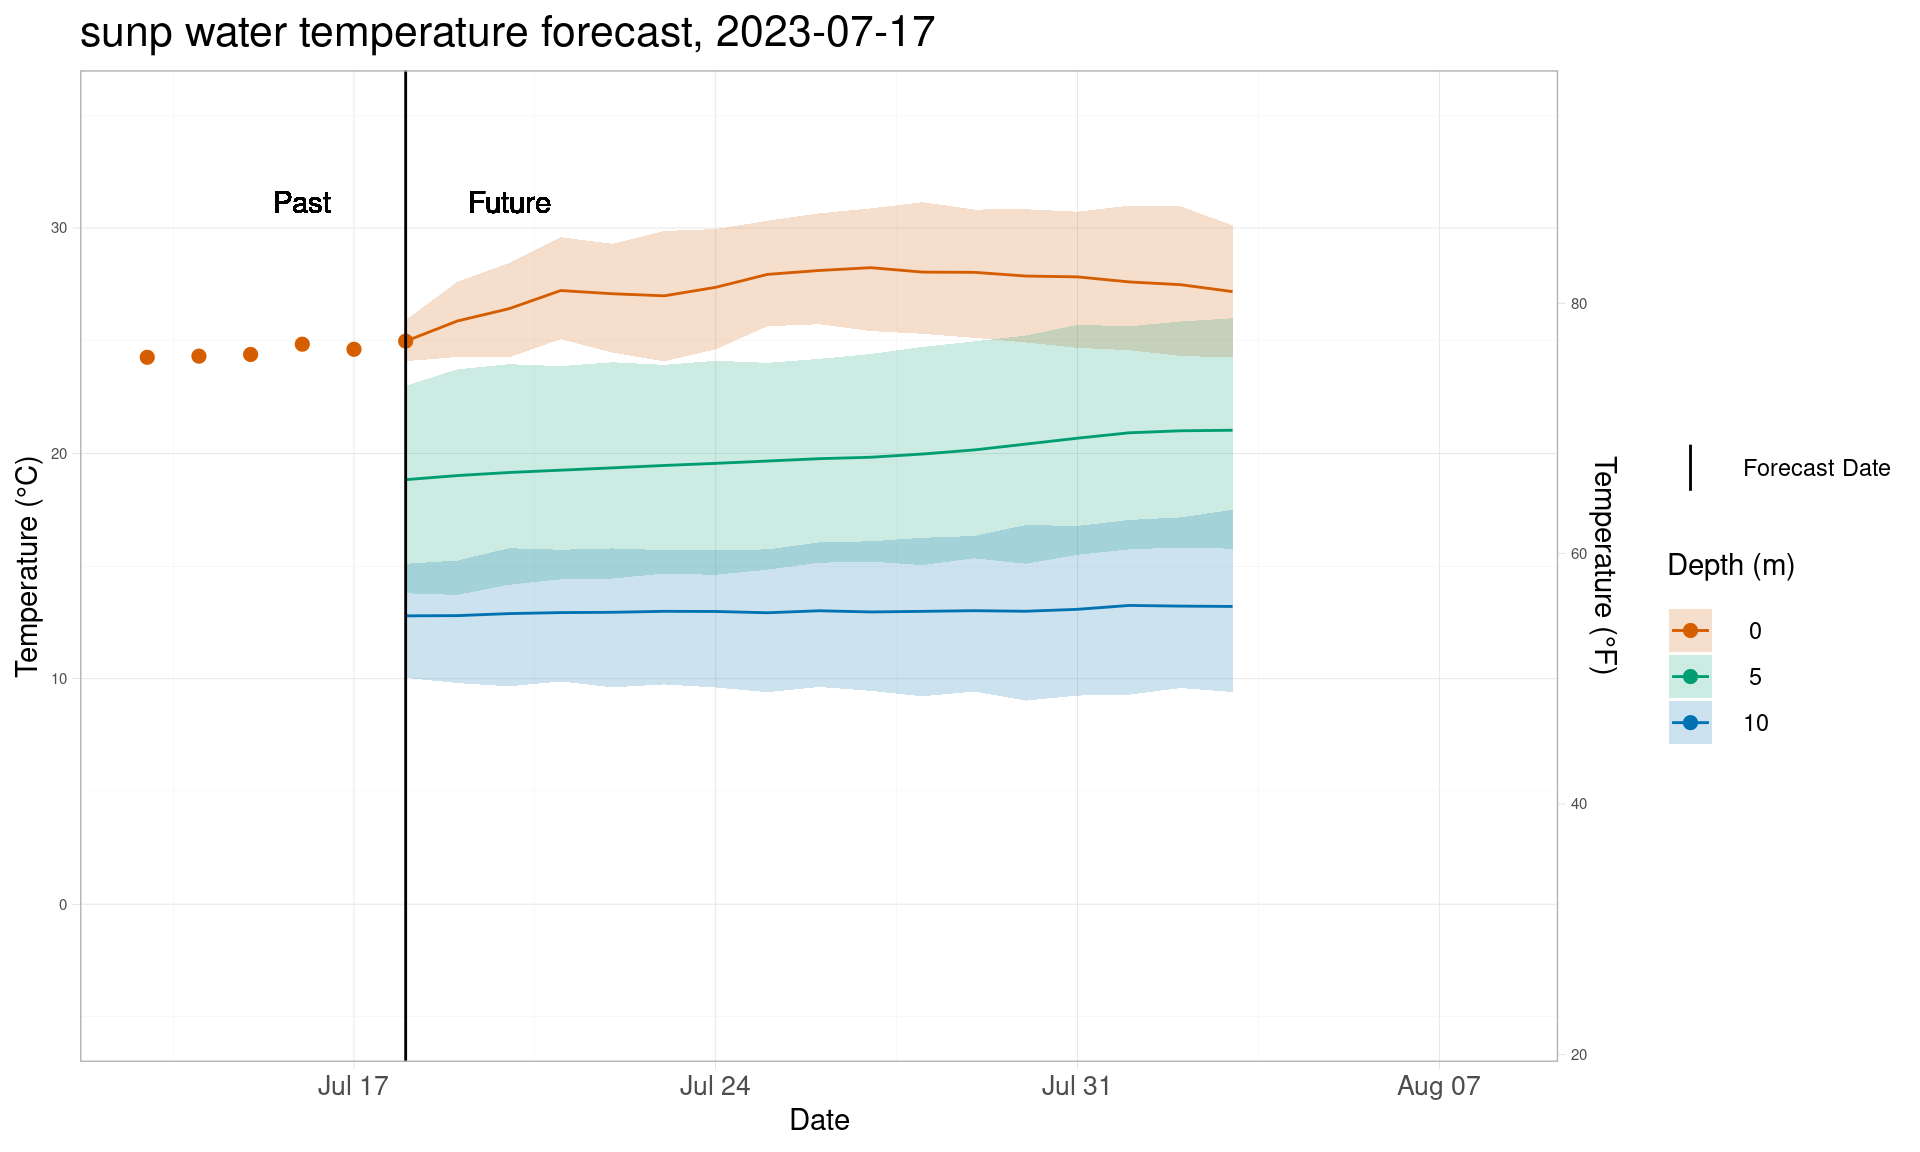 sunp water temperature forecast, 2023-07-17
Past
Future
30
20
10
0
Temperature (°C)
80
60
40
20
Temperature (°F)
Jul 17
Jul 24
Jul 31
Aug 07
Date
Forecast Date
Depth (m)
0
5
10